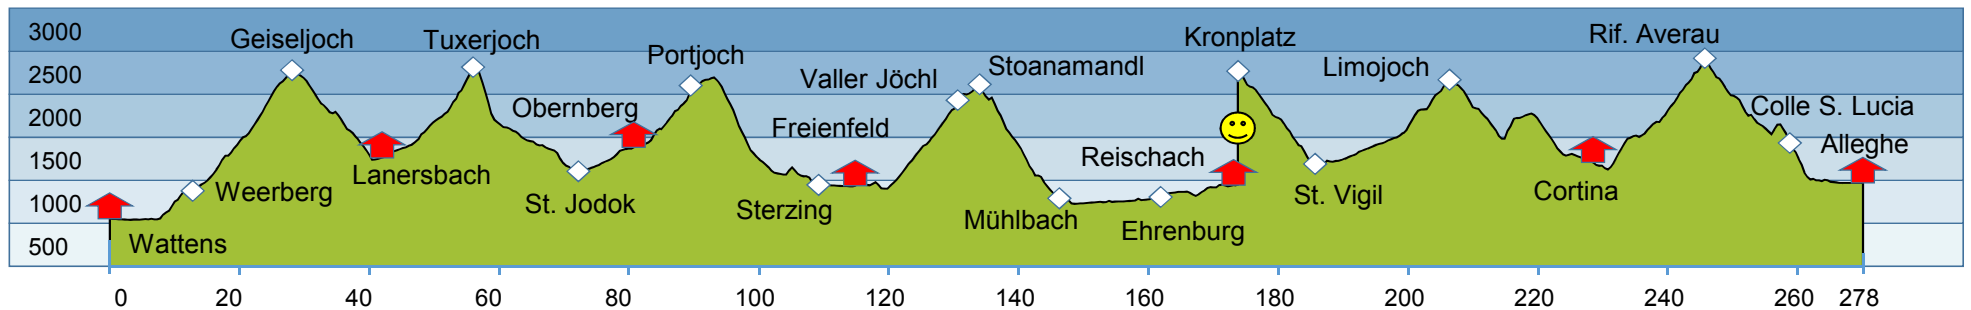 3000
2500
2000
1500
1000
500
Wattens
Weerberg
Geiseljoch
Lanersbach
Tuxerjoch
St. Jodok
Obernberg
Portjoch
Sterzing
Freienfeld
Valler Jöchl
Stoanamandl
Mühlbach
Ehrenburg
Reischach
Kronplatz
St. Vigil
Limojoch
Cortina
Rif. Averau
Colle S. Lucia
Alleghe
0 20 40 60 80 100 120 140 160 180 200 220 240 260 278